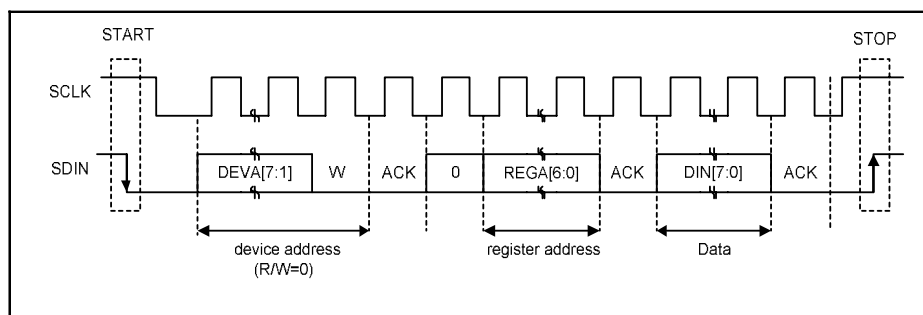 START
STOP
SCLK
SDIN
DEVA[7:1]
W
ACK
0
REGA[6:0]
ACK
DIN[7:0]
ACK
device address
(R/W=0)
register address
Data